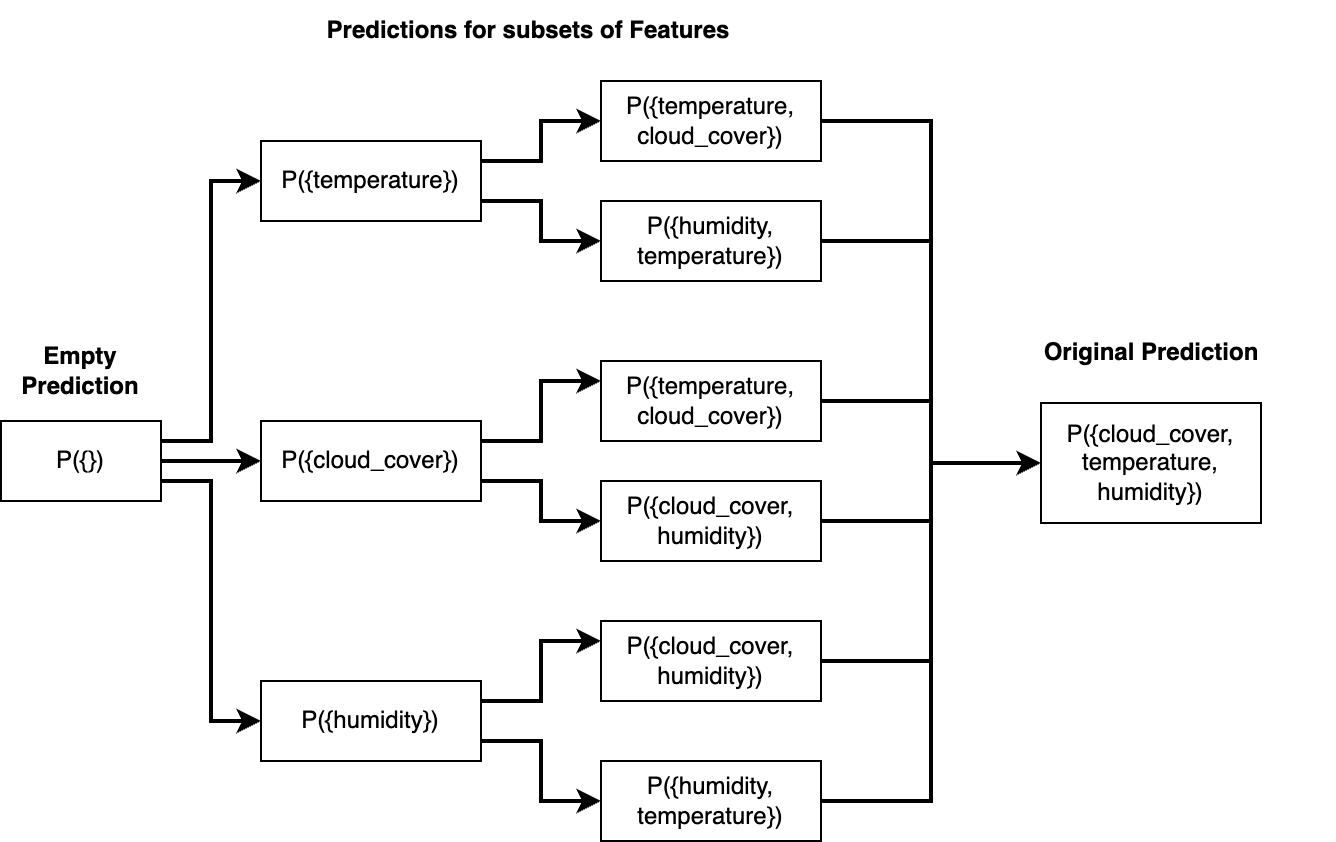 Predictions for subsets of Features
P({temperature,
cloud_cover})
P({temperature})
P({humidity,
temperature})
Empty
Prediction
P({})
P({temperature,
cloud_cover})
P({cloud_cover})
P({cloud_cover,
humidity})
P({cloud_cover,
humidity})
P({humidity})
P({humidity,
temperature})
Original Prediction
P({cloud_cover,
temperature,
humidity})